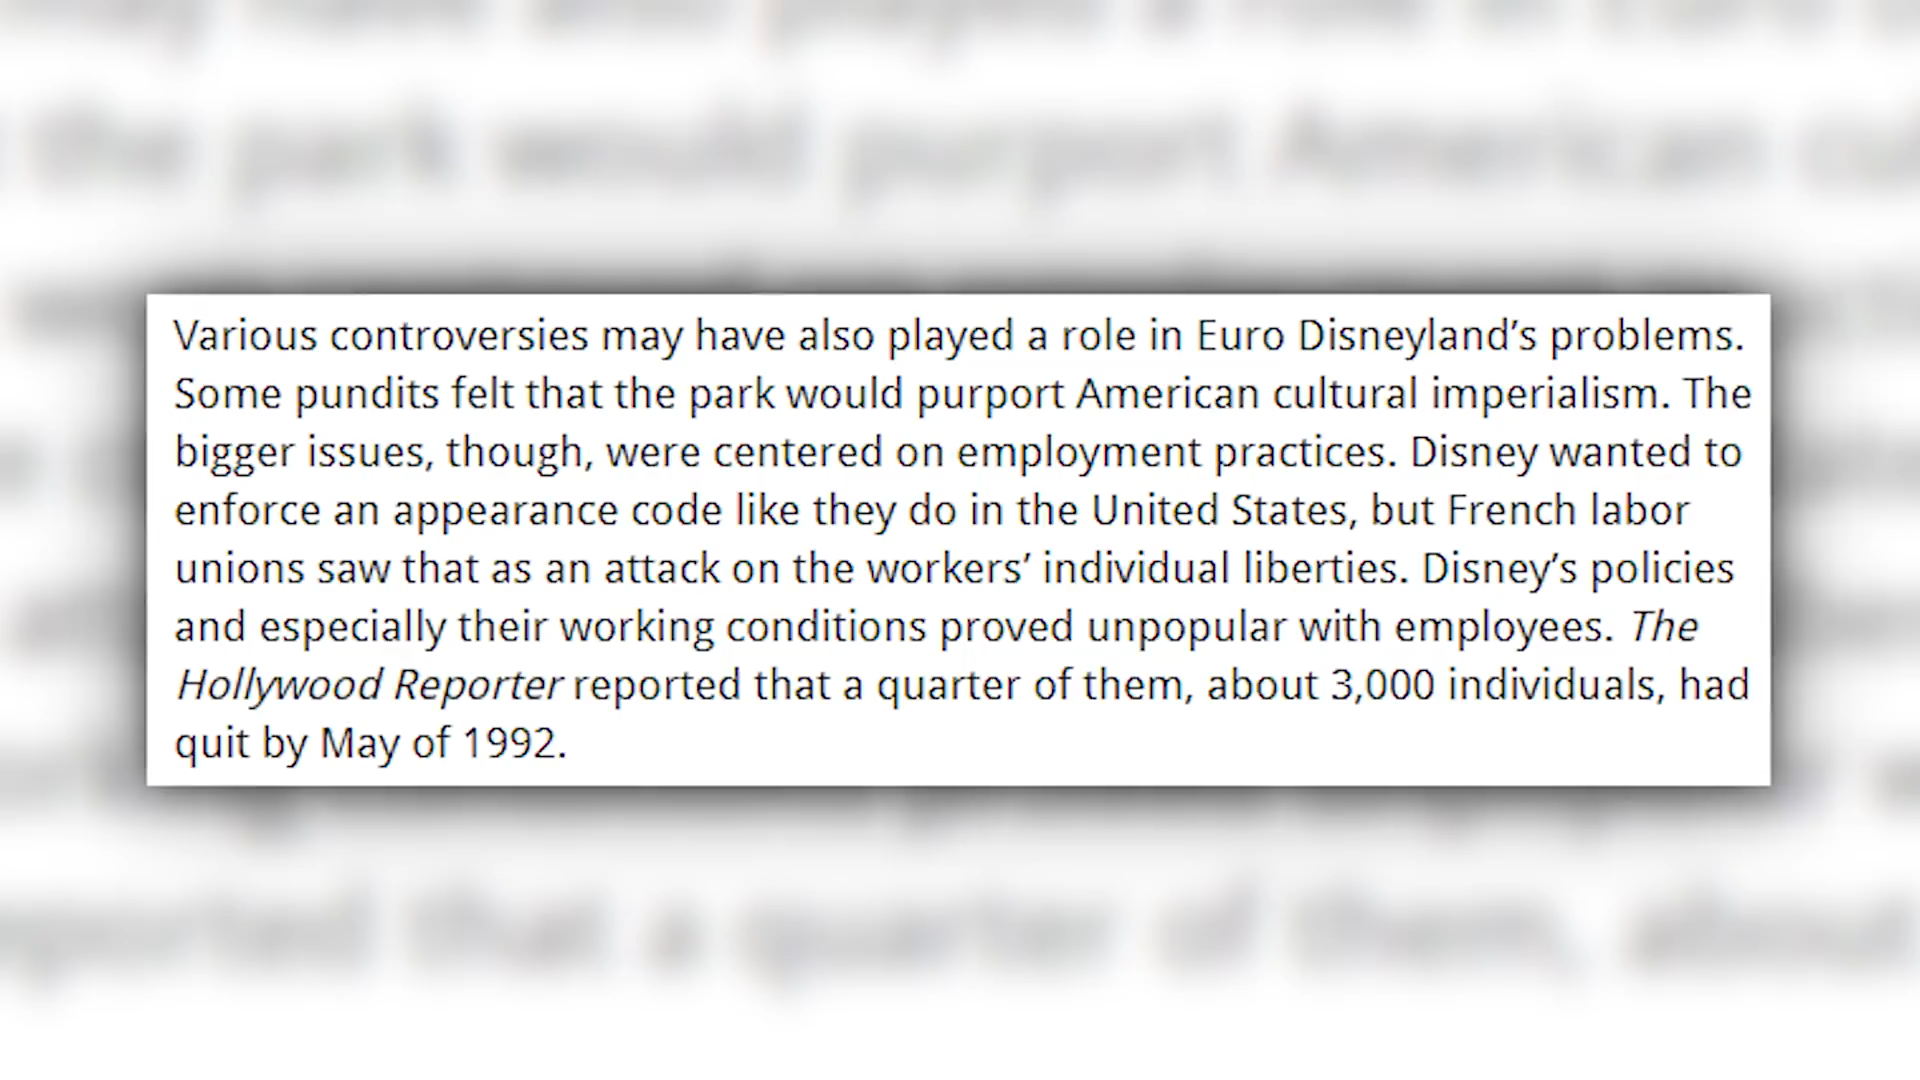 Various controversies may have also played a role in Euro Disneyland’s problems.
Some pundits felt that the park would purport American cultural imperialism. The
bigger issues, though, were centered on employment practices. Disney wanted to
enforce an appearance code like they do in the United States, but French labor
unions saw that as an attack on the workers’ individual liberties. Disney’s policies
and especially their working conditions proved unpopular with employees. The
Hollywood Reporter reported that a quarter of them, about 3,000 individuals, had
quit by May of 1992.